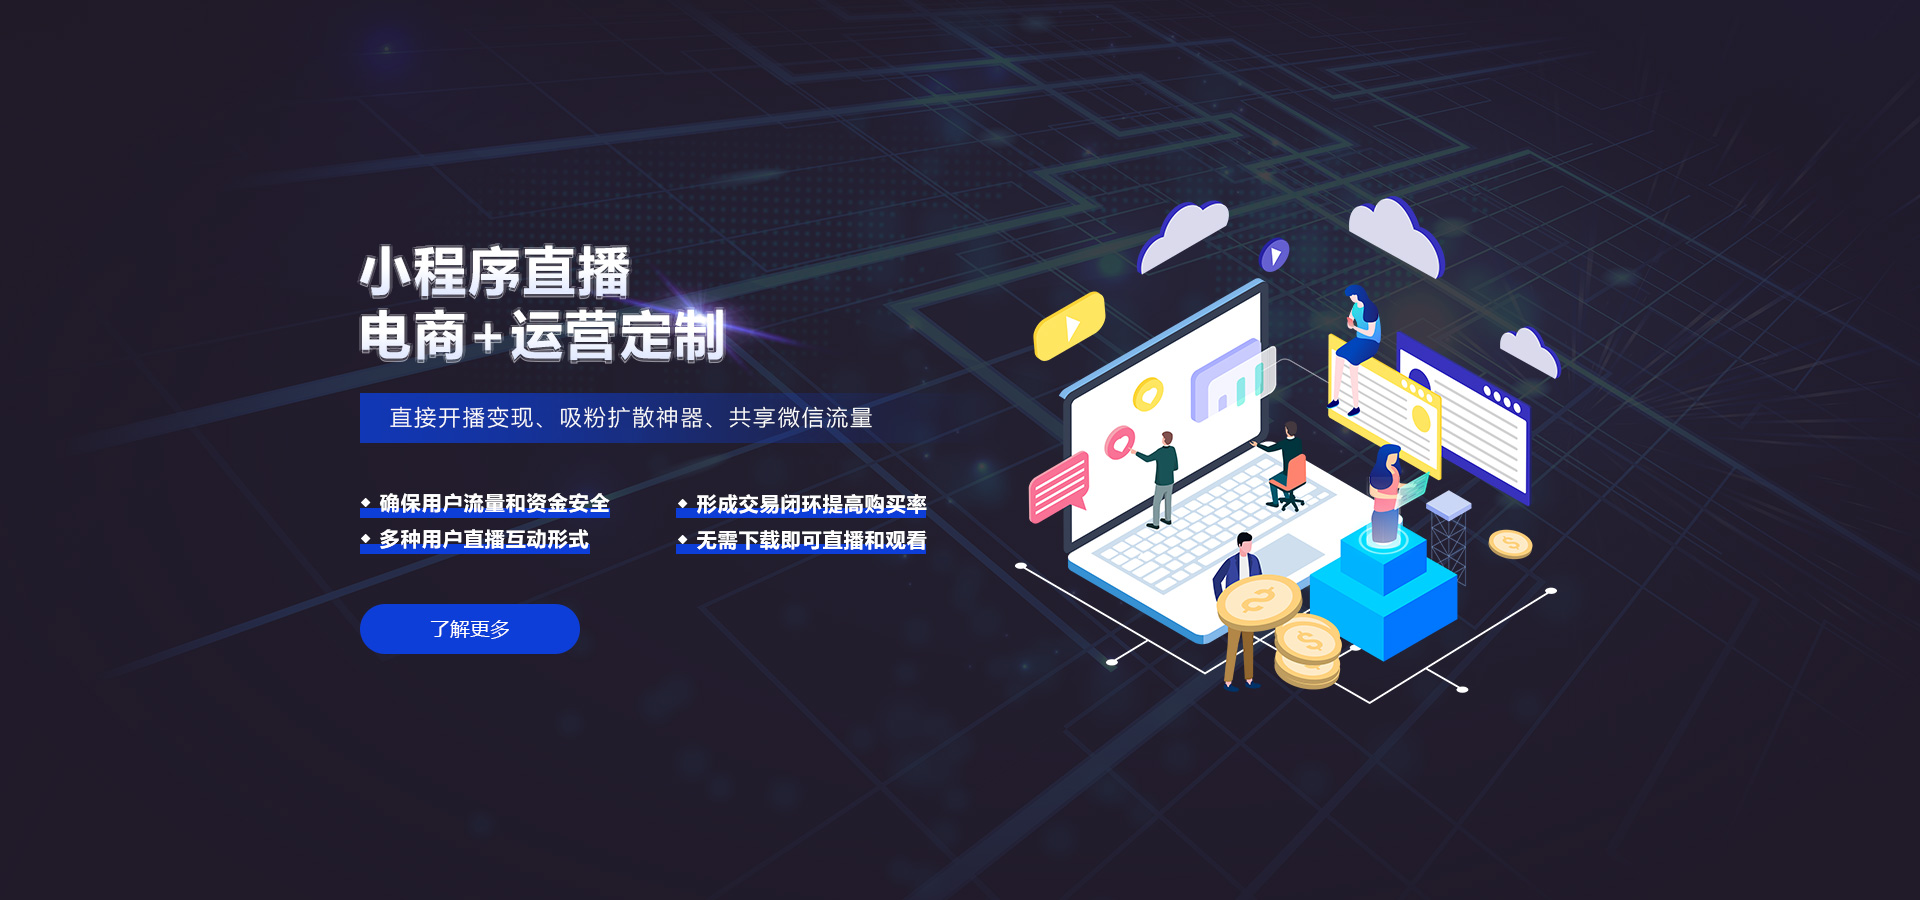 小程序直播
电商+运营定制
直接开播变现、吸粉扩散神器、共享微信流量
确保用户流量和资金安全
形成交易闭环提高购买率
多种用户直播互动形式
无需下载即可直播和观看
了解更多